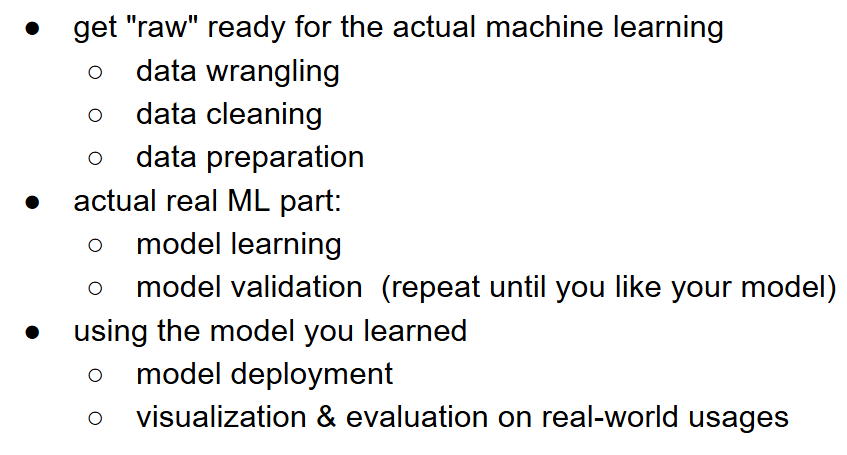 ● get "raw" ready for the actual machine learning
○ data wrangling
○ data cleaning
○ data preparation
● actual real ML part:
○ model learning
○ model validation  (repeat until you like your model)
● using the model you learned
○ model deployment
○ visualization & evaluation on real-world usages